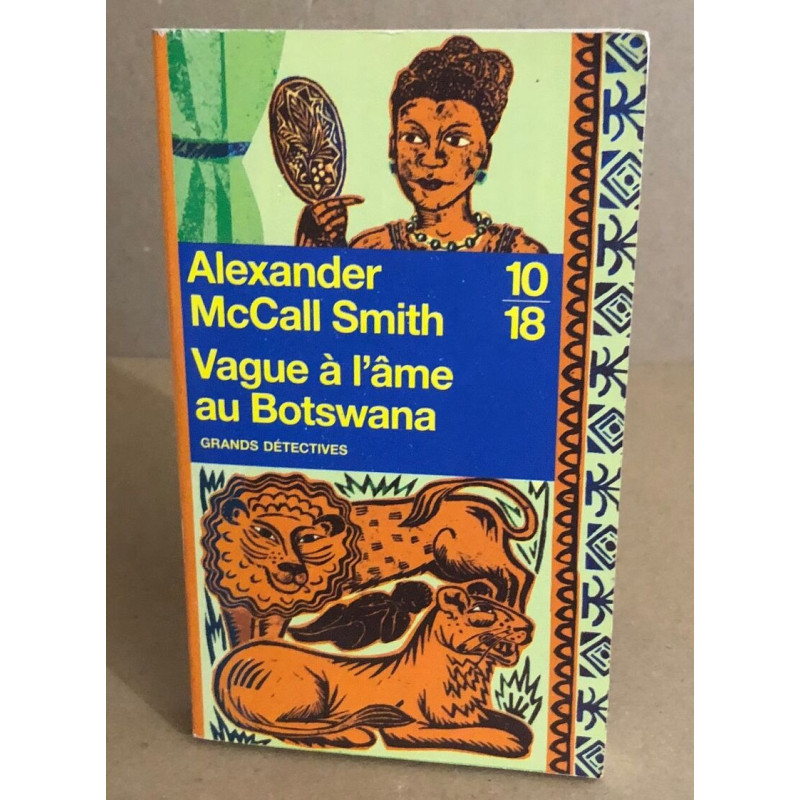 Alexander
McCall Smith
10
18
Vague à l'âme
au Botswana
GRANDS DÉTECTIVES